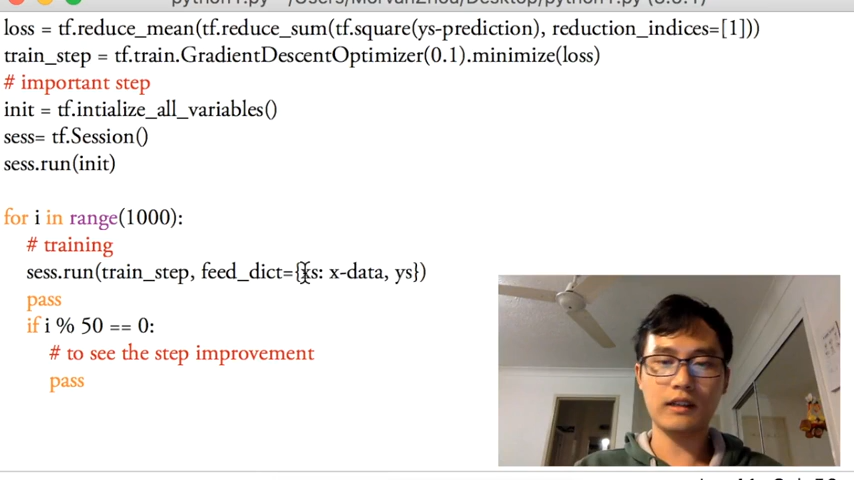 loss = tf.reduce_mean(tf.reduce_sum(tf.square(ys-prediction), reduction_indices=[1]))
train_step = tf.train.GradientDescentOptimizer(0.1).minimize(loss)
# important step
init = tf.intialize_all_variables()
sess= tf.Session()
sess.run(init)
for i in range(1000):
# training
sess.run(train_step, feed_dict={xs: x-data, ys})
pass
if i % 50 == 0:
# to see the step improvement
pass